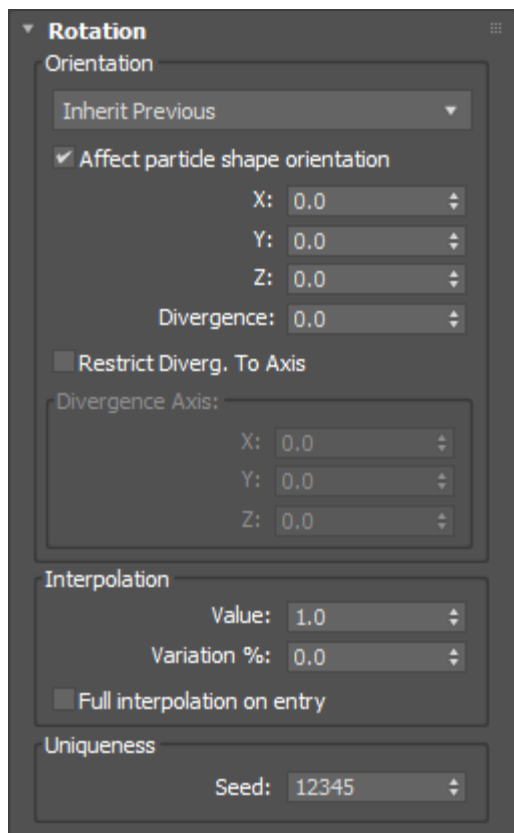 Rotation
Orientation
Inherit Previous
Affect particle shape orientation
X: 0.0
Y: 0.0
Z: 0.0
Divergence: 0.0
Restrict Diverg. To Axis
Divergence Axis:
X: 0.0
Y: 0.0
Z: 0.0
Interpolation
Value: 1.0
Variation %: 0.0
Full interpolation on entry
Uniqueness
Seed: 12345